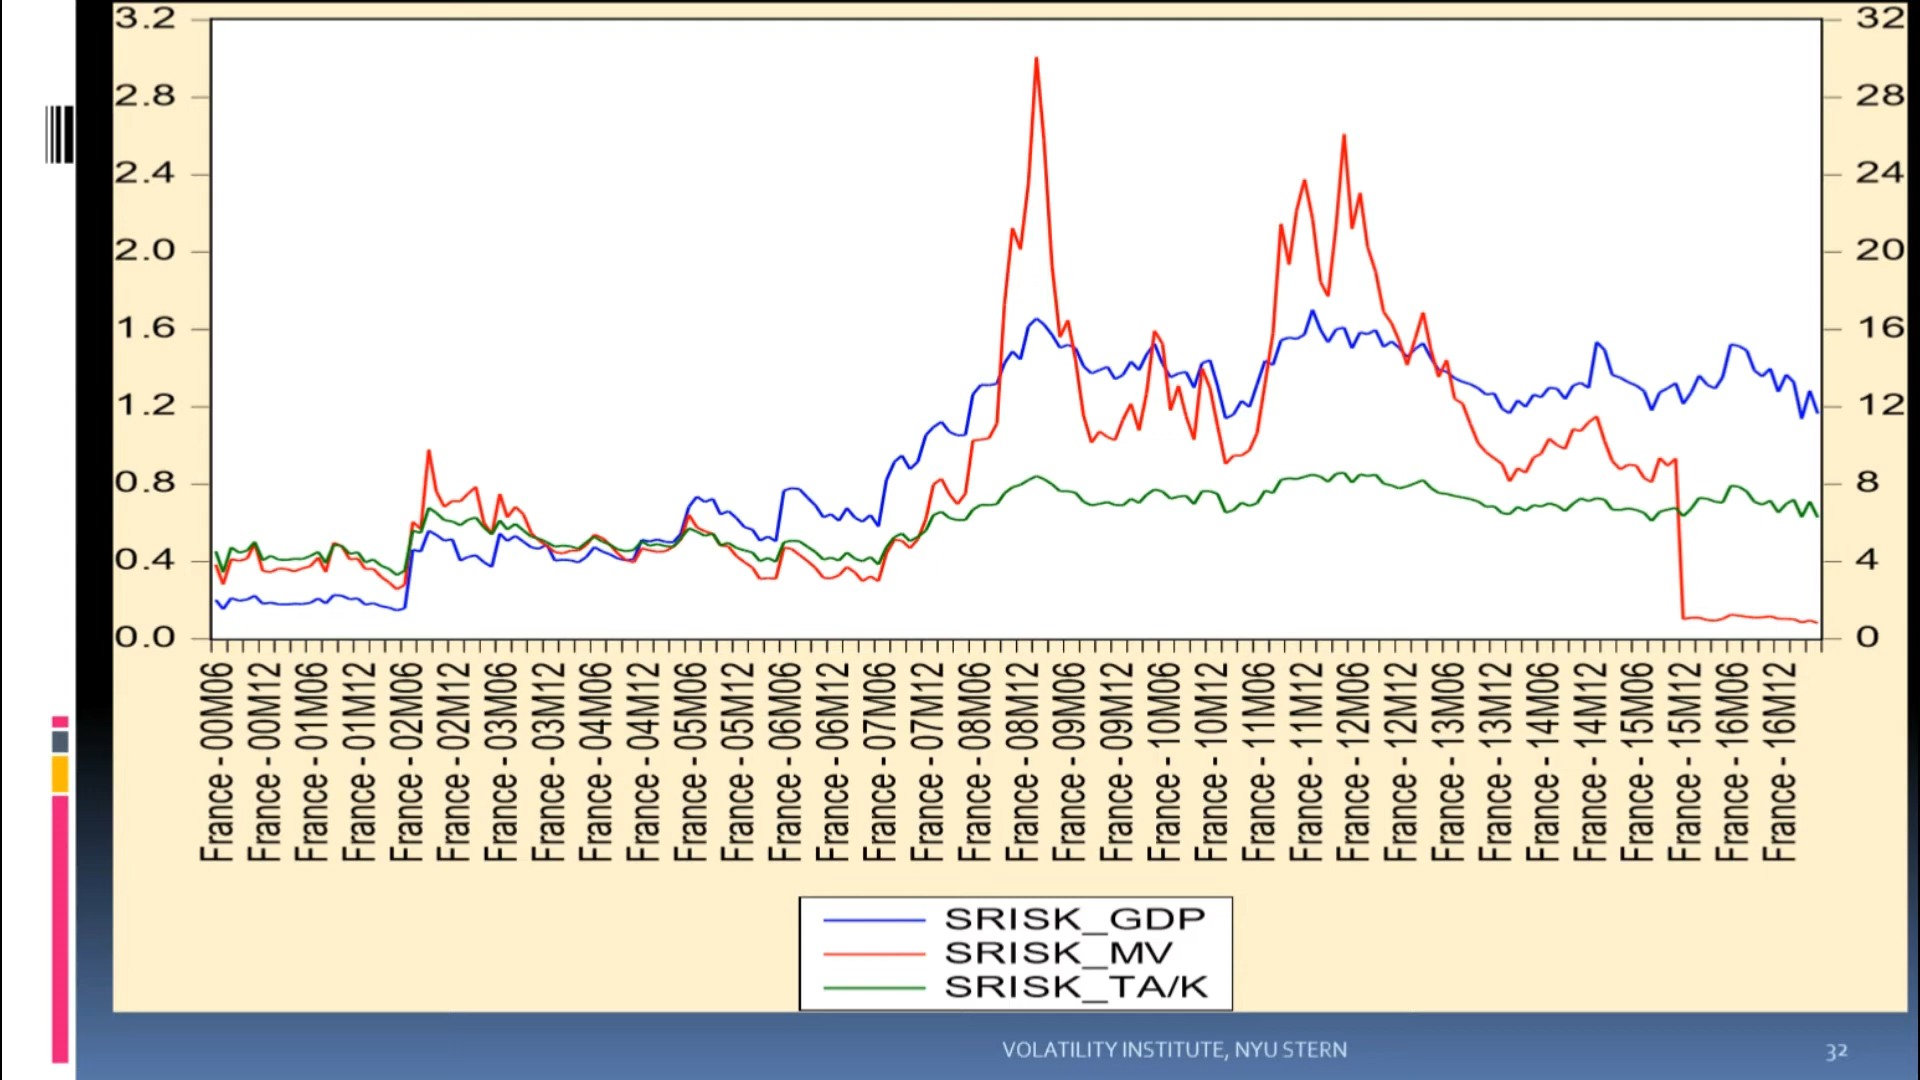 3.2
2.8
2.4
2.0
1.6
1.2
0.8
0.4
0.0
32
28
24
20
16
12
8
4
0
France - 00M06
France - 00M12
France - 01M06
France - 01M12
France - 02M06
France - 02M12
France - 03M06
France - 03M12
France - 04M06
France - 04M12
France - 05M06
France - 05M12
France - 06M06
France - 06M12
France - 07M06
France - 07M12
France - 08M06
France - 08M12
France - 09M06
France - 09M12
France - 10M06
France - 10M12
France - 11M06
France - 11M12
France - 12M06
France - 12M12
France - 13M06
France - 13M12
France - 14M06
France - 14M12
France - 15M06
France - 15M12
France - 16M06
France - 16M12
SRISK_GDP
SRISK_MV
SRISK_TA/K
VOLATILITY INSTITUTE, NYU STERN
32